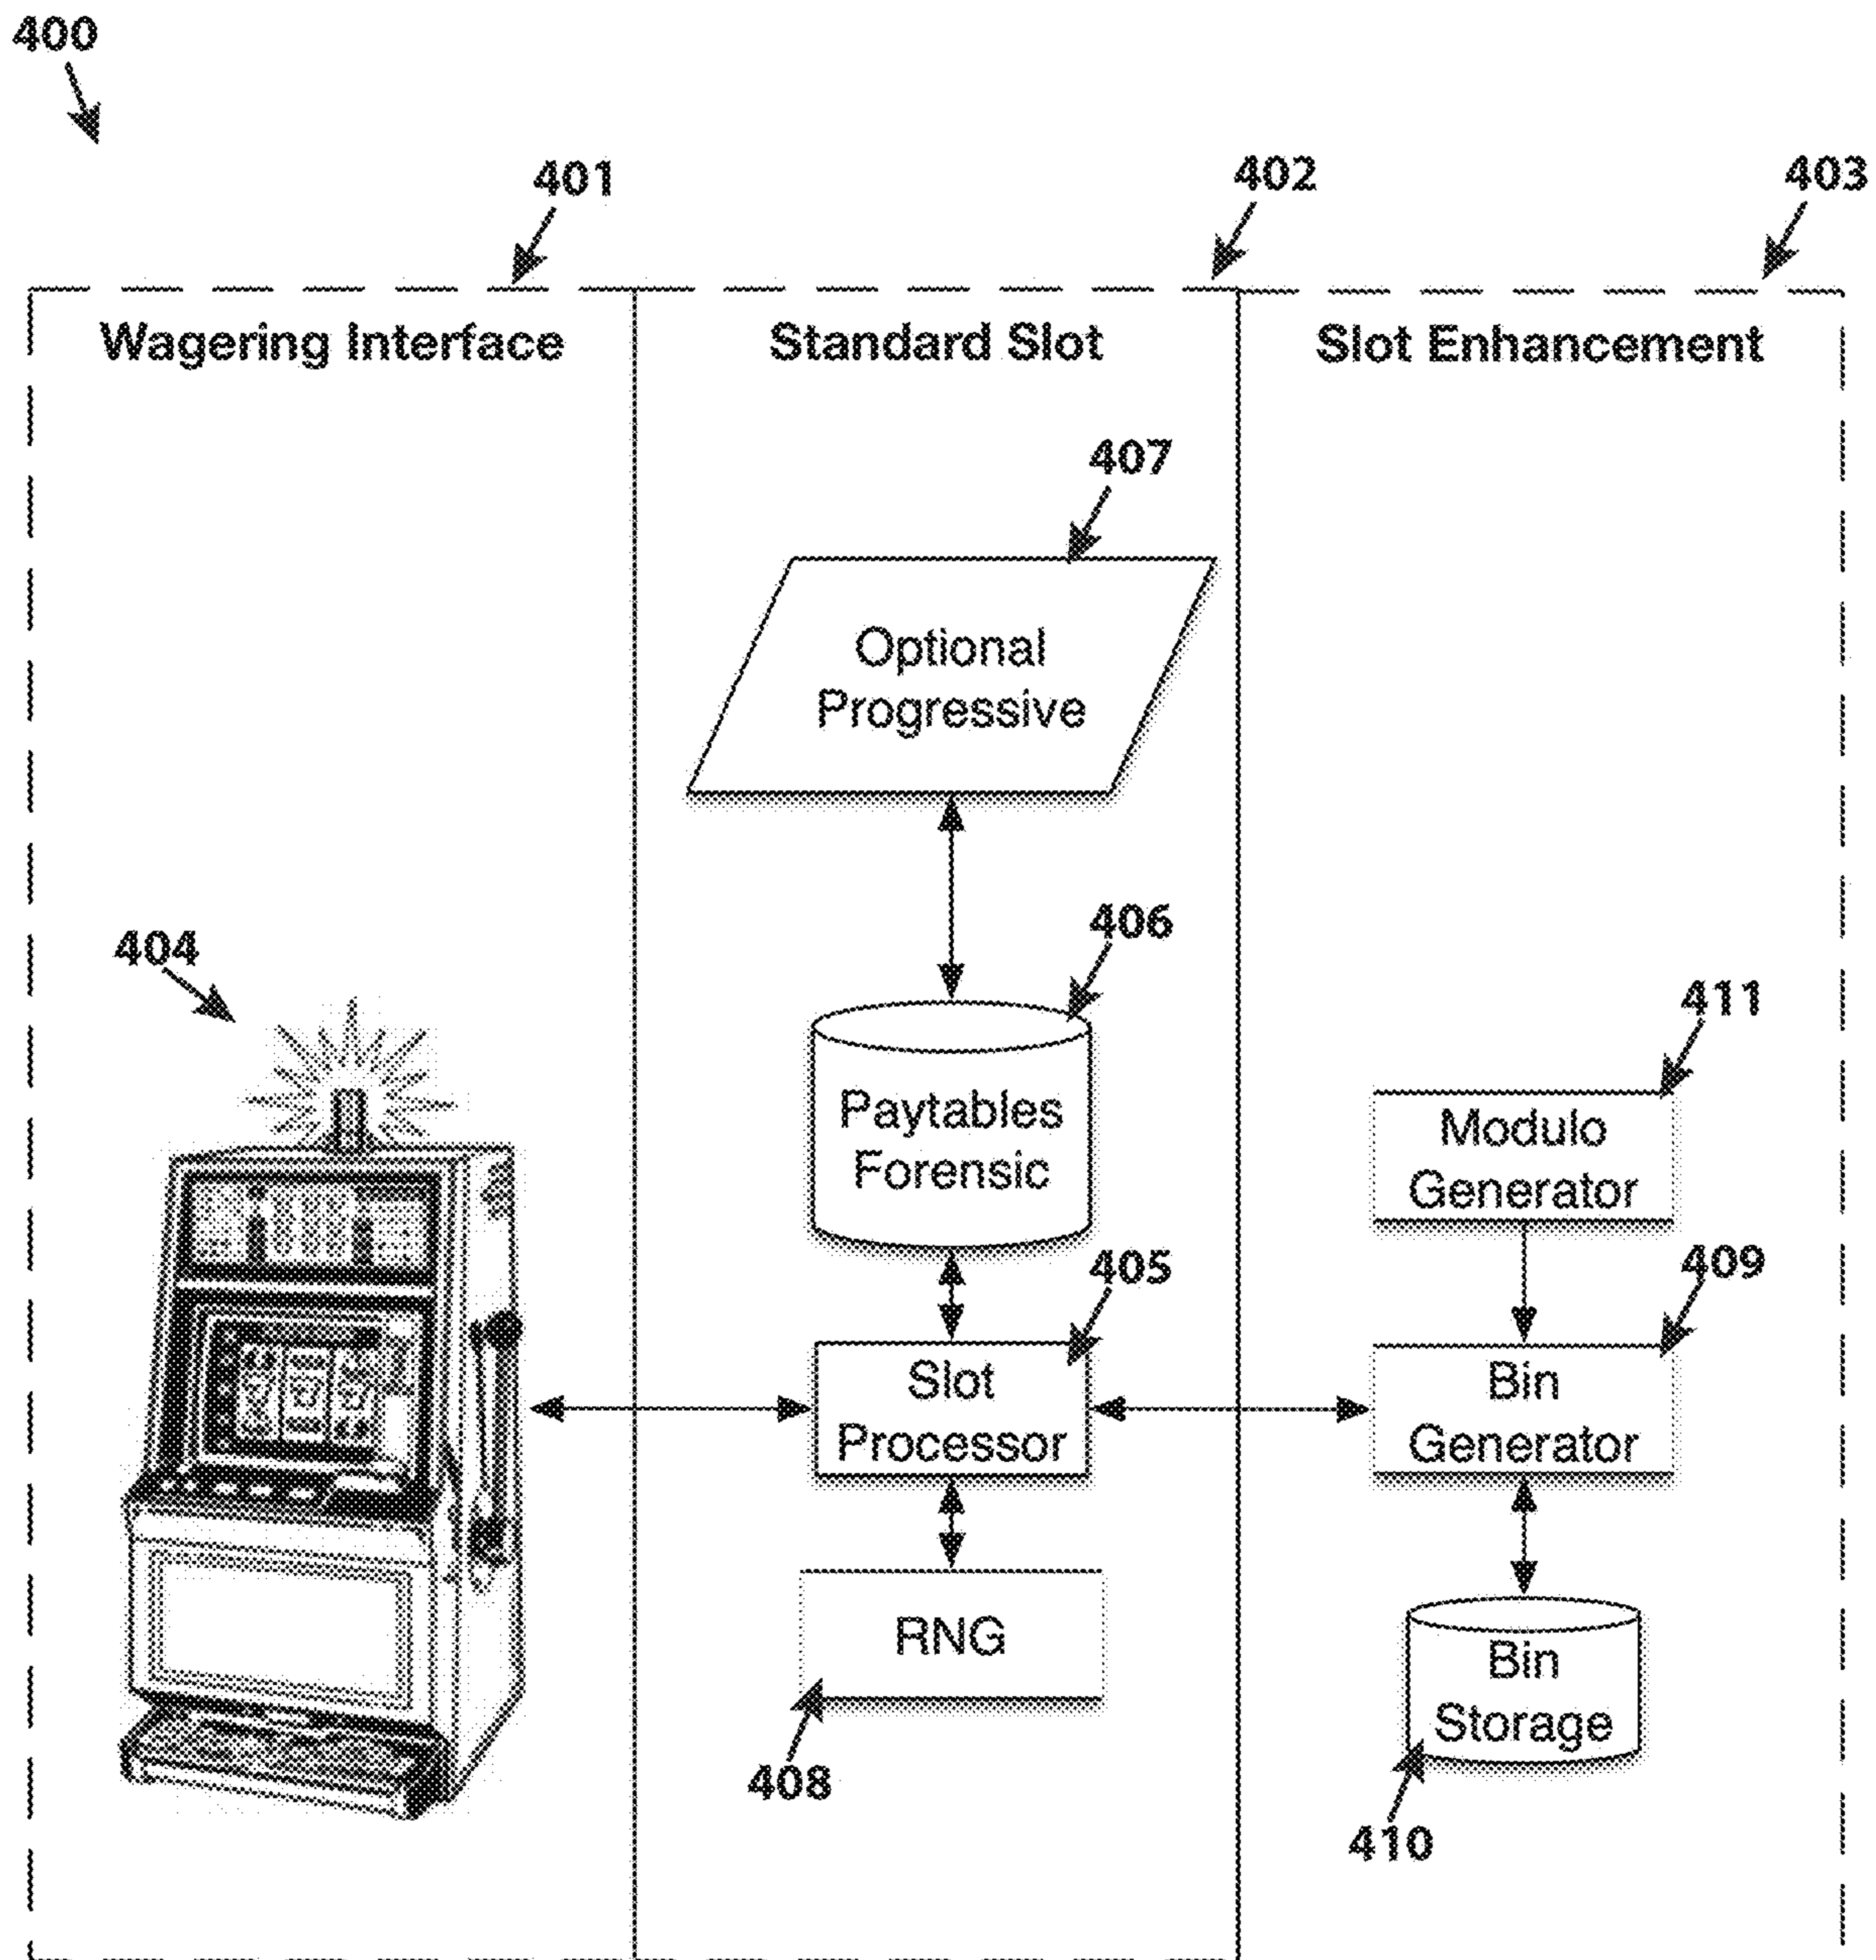 400
401
402
403
Wagering Interface
Standard Slot
Slot Enhancement
407
Optional
Progressive
406
404
411
Paytables
Forensic
Modulo
Generator
405
409
Slot
Processor
Bin
Generator
RNG
Bin
Storage
408
410